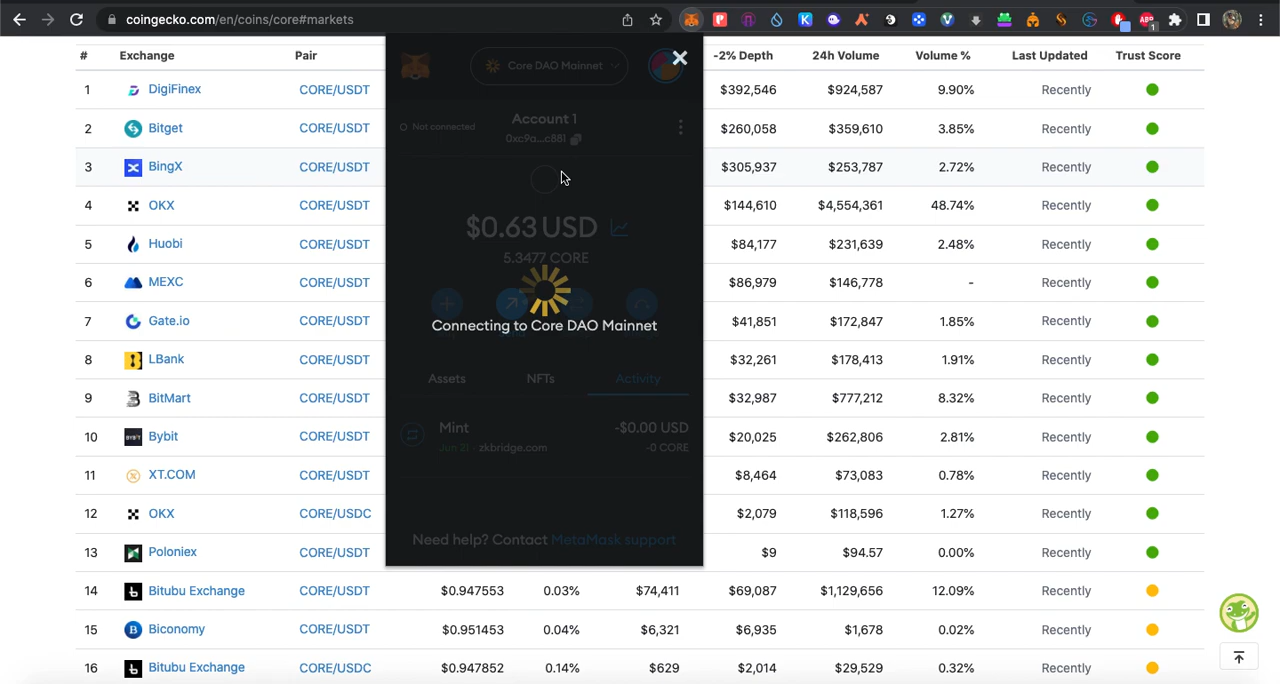 coingecko.com/en/coins/core#markets
# Exchange Pair -2% Depth 24h Volume Volume % Last Updated Trust Score
1 DigiFinex CORE/USDT $392,546 $924,587 9.90% Recently
2 Bitget CORE/USDT $260,058 $359,610 3.85% Recently
3 BingX CORE/USDT $305,937 $253,787 2.72% Recently
4 OKX CORE/USDT $144,610 $4,554,361 48.74% Recently
5 Huobi CORE/USDT $84,177 $231,639 2.48% Recently
6 MEXC CORE/USDT $86,979 $146,778 - Recently
7 Gate.io CORE/USDT $41,851 $172,847 1.85% Recently
8 LBank CORE/USDT $32,261 $178,413 1.91% Recently
9 BitMart CORE/USDT $32,987 $777,212 8.32% Recently
10 Bybit CORE/USDT $20,025 $262,806 2.81% Recently
11 XT.COM CORE/USDT $8,464 $73,083 0.78% Recently
12 OKX CORE/USDC $2,079 $118,596 1.27% Recently
13 Poloniex CORE/USDT $9 $94.57 0.00% Recently
14 Bitubu Exchange CORE/USDT $0.947553 0.03% $74,411 $69,087 $1,129,656 12.09% Recently
15 Biconomy CORE/USDT $0.951453 0.04% $6,321 $6,935 $1,678 0.02% Recently
16 Bitubu Exchange CORE/USDC $0.947852 0.14% $629 $2,014 $29,529 0.32% Recently
Core DAO Mainnet
Not connected
Account 1
0xc9a...c881
$0.63 USD
5.3477 CORE
Connecting to Core DAO Mainnet
Assets NFTs Activity
Mint -$0.00 USD
Jun 21 · zkbridge.com -0 CORE
Need help? Contact MetaMask support